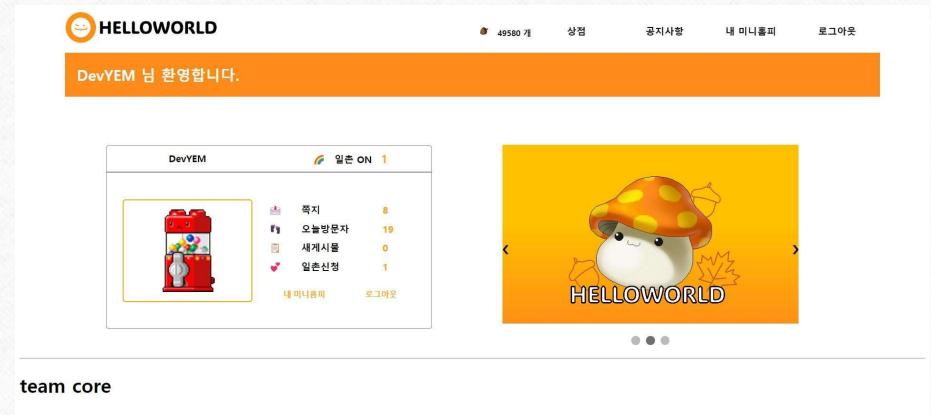 HELLOWORLD
49580 개 상점 공지사항 내 미니홈피 로그아웃
DevYEM 님 환영합니다.
DevYEM 일촌 ON 1
쪽지 8
오늘방문자 19
새게시물 0
일촌신청 1
내 미니홈피 로그아웃
HELLOWORLD
team core